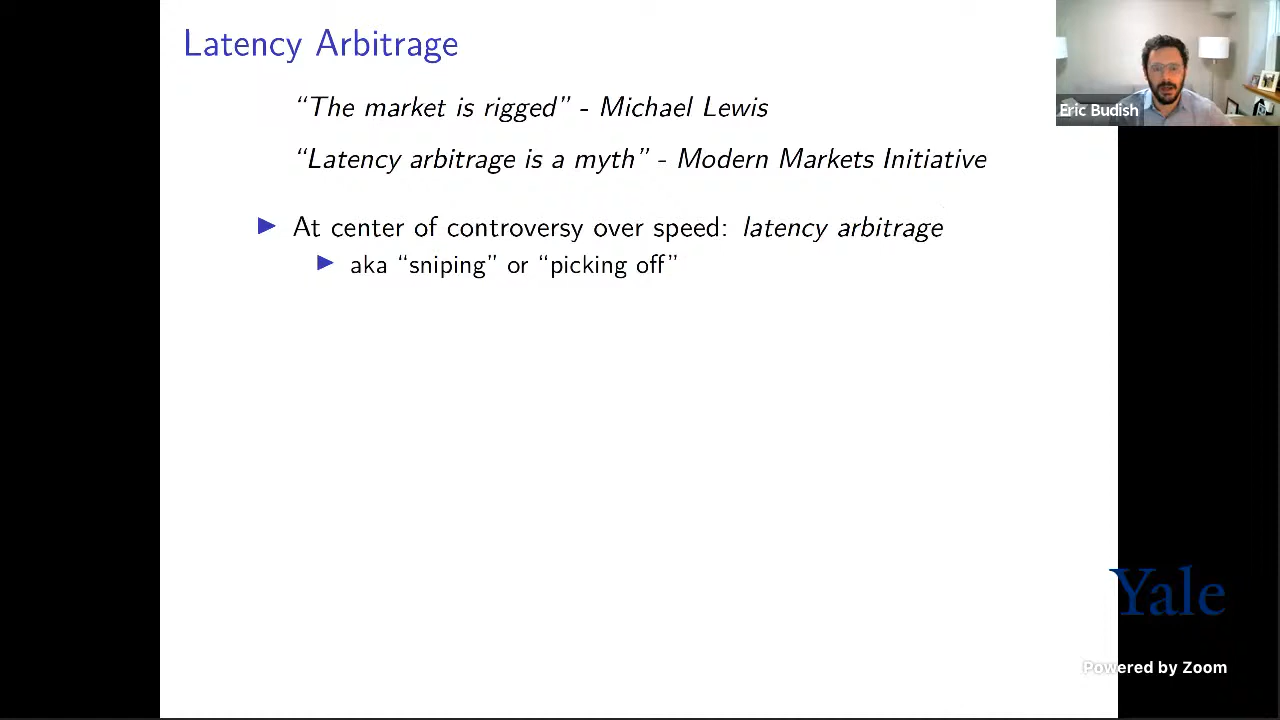 Latency Arbitrage
“The market is rigged” - Michael Lewis
“Latency arbitrage is a myth” - Modern Markets Initiative
▶ At center of controversy over speed: latency arbitrage
▶ aka “sniping” or “picking off”
Eric Budish
Yale
Powered by Zoom